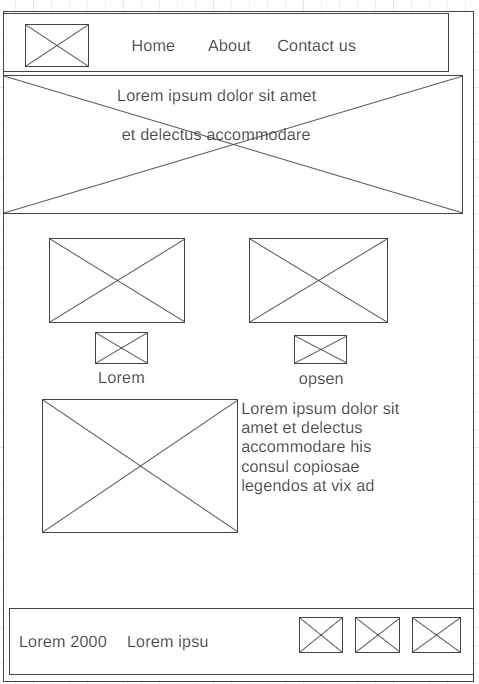 Home About Contact us
Lorem ipsum dolor sit amet
et delectus accommodare
Lorem
opsen
Lorem ipsum dolor sit
amet et delectus
accommodare his
consul copiosae
legendos at vix ad
Lorem 2000 Lorem ipsu